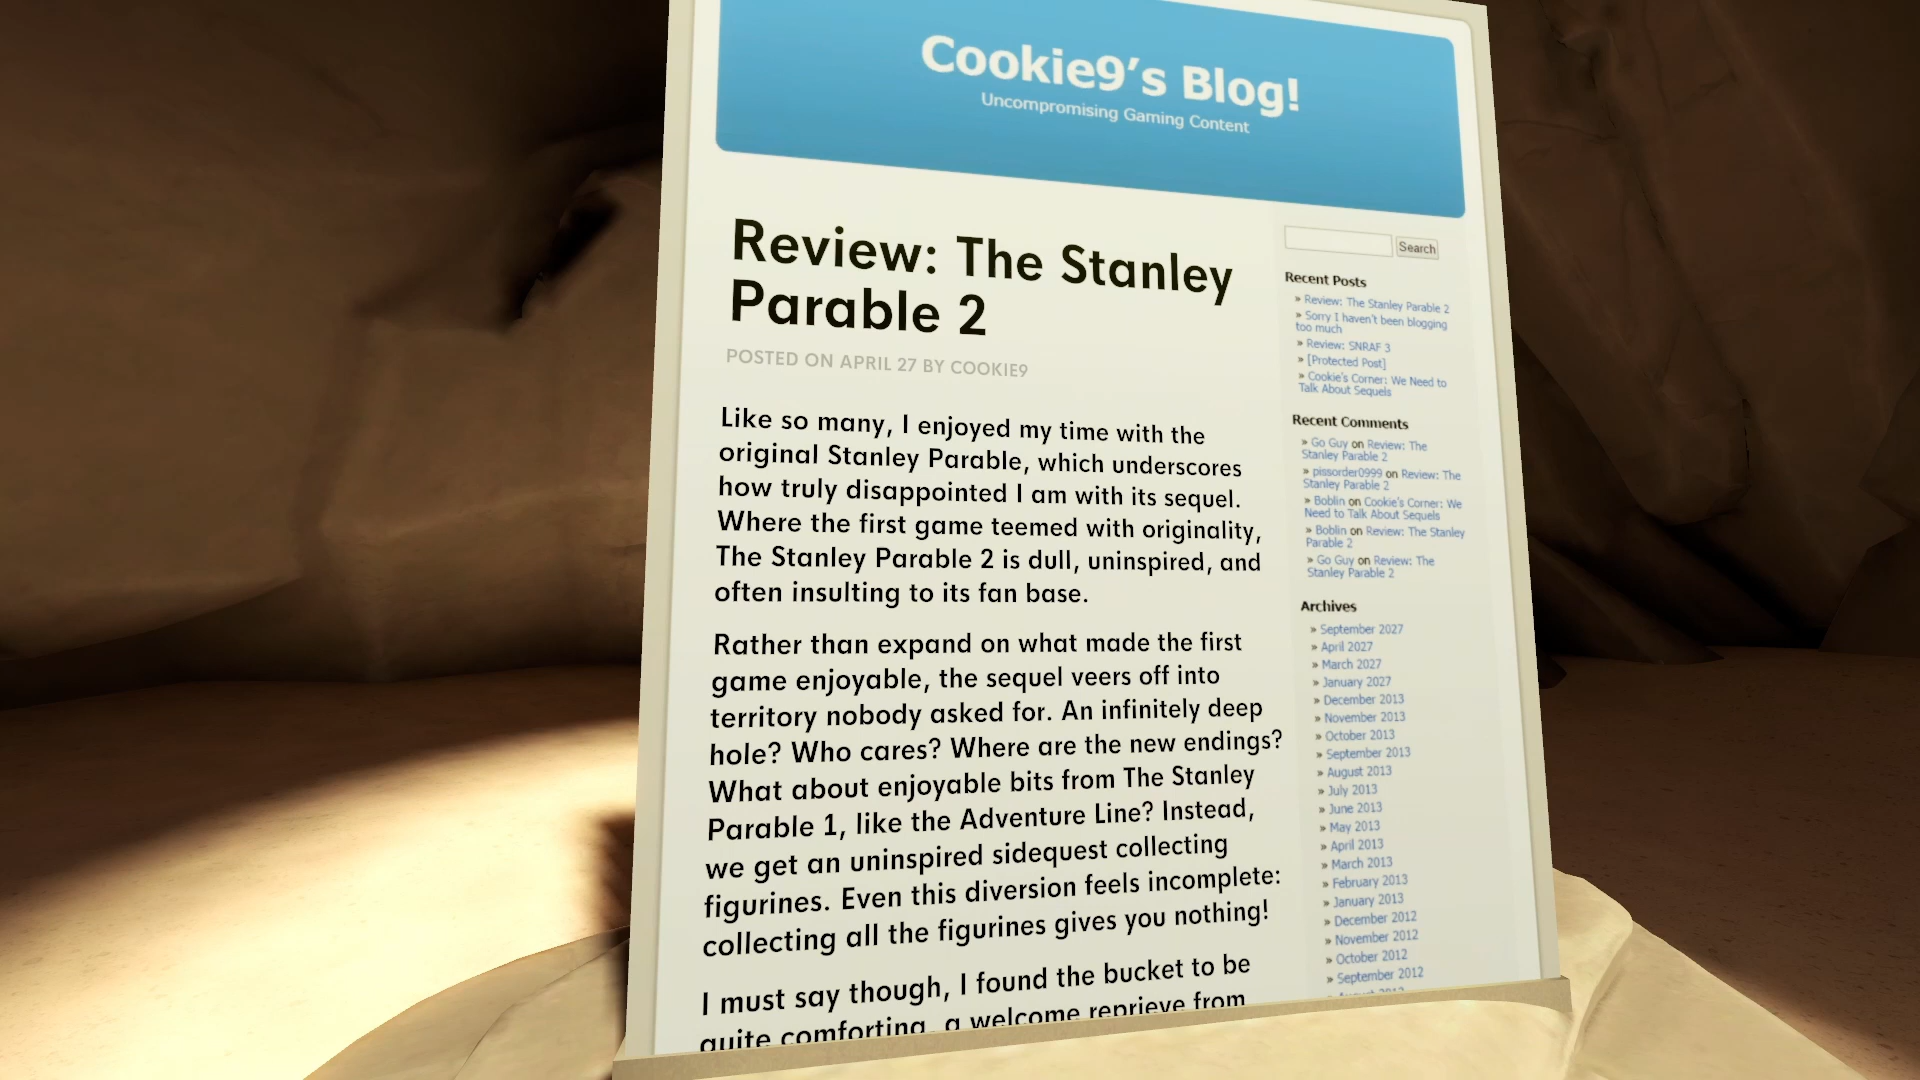 Cookie9's Blog!
Uncompromising Gaming Content
Review: The Stanley
Parable 2
POSTED ON APRIL 27 BY COOKIE9
Like so many, I enjoyed my time with the
original Stanley Parable, which underscores
how truly disappointed I am with its sequel.
Where the first game teemed with originality,
The Stanley Parable 2 is dull, uninspired, and
often insulting to its fan base.
Rather than expand on what made the first
game enjoyable, the sequel veers off into
territory nobody asked for. An infinitely deep
hole? Who cares? Where are the new endings?
What about enjoyable bits from The Stanley
Parable 1, like the Adventure Line? Instead,
we get an uninspired sidequest collecting
figurines. Even this diversion feels incomplete:
collecting all the figurines gives you nothing!
I must say though, I found the bucket to be
quite comforting, a welcome reprieve from
Search
Recent Posts
» Review: The Stanley Parable 2
» Sorry I haven't been blogging
too much
» Review: SNRAF 3
» [Protected Post]
» Cookie's Corner: We Need to
Talk About Sequels
Recent Comments
» Go Guy on Review: The
Stanley Parable 2
» pissorder0999 on Review: The
Stanley Parable 2
» Boblin on Cookie's Corner: We
Need to Talk About Sequels
» Boblin on Review: The Stanley
Parable 2
» Go Guy on Review: The
Stanley Parable 2
Archives
» September 2027
» April 2027
» March 2027
» January 2027
» December 2013
» November 2013
» October 2013
» September 2013
» August 2013
» July 2013
» June 2013
» May 2013
» April 2013
» March 2013
» February 2013
» January 2013
» December 2012
» November 2012
» October 2012
» September 2012
» August 2012